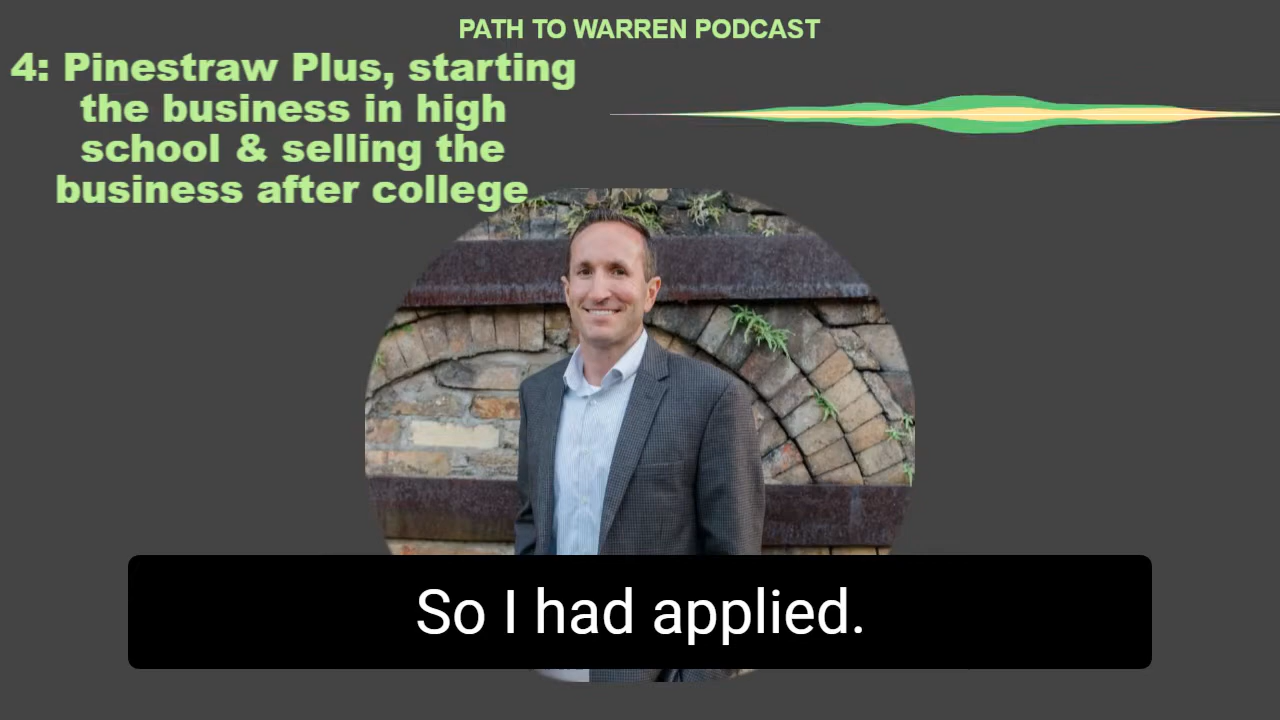 PATH TO WARREN PODCAST
4: Pinestraw Plus, starting
the business in high
school & selling the
business after college
So I had applied.